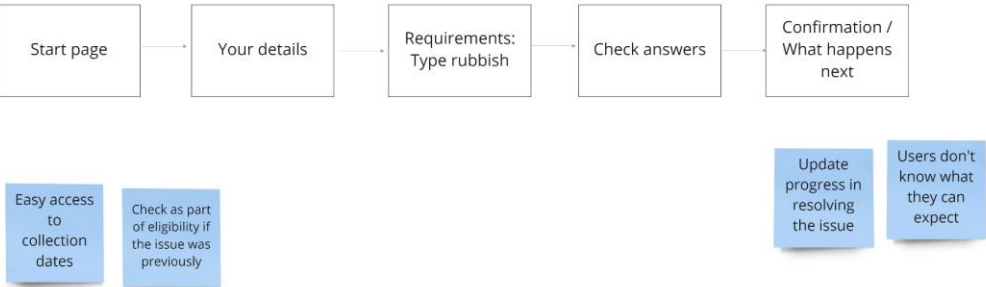 Start page
Your details
Requirements:
Type rubbish
Check answers
Confirmation /
What happens
next
Easy access
to
collection
dates
Check as part
of eligibility if
the issue was
previously
Update
progress in
resolving
the issue
Users don't
know what
they can
expect